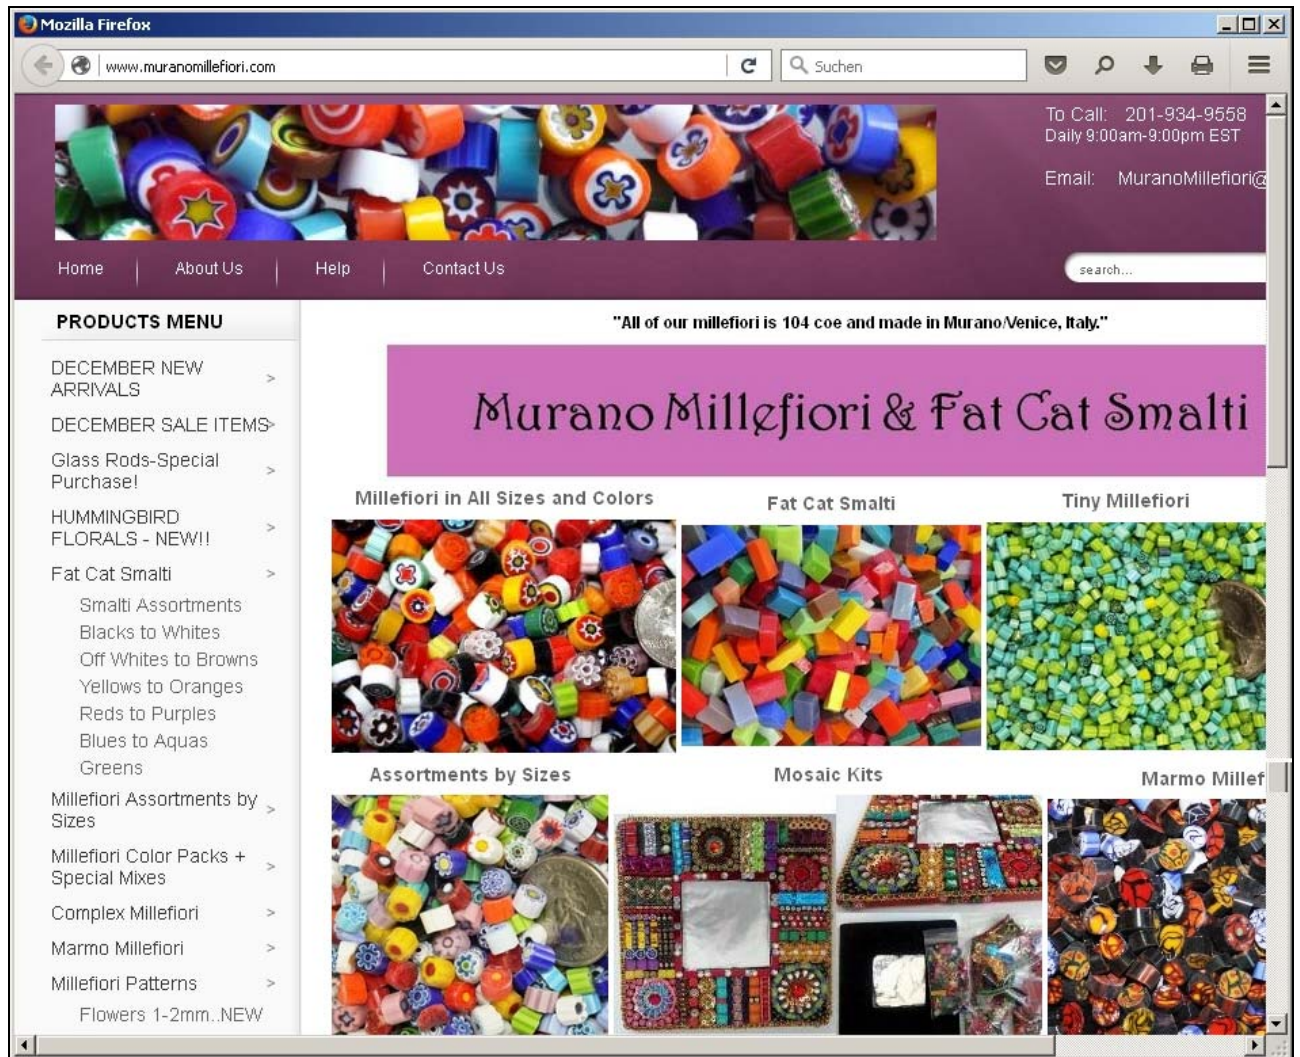 Mozilla Firefox
www.muranomillefiori.com
Suchen
To Call: 201-934-9558
Daily 9:00am-9:00pm EST
Email: MuranoMillefiori@
Home
About Us
Help
Contact Us
search...
PRODUCTS MENU
DECEMBER NEW
ARRIVALS >
DECEMBER SALE ITEMS>
Glass Rods-Special
Purchase! >
HUMMINGBIRD
FLORALS - NEW!! >
Fat Cat Smalti >
Smalti Assortments
Blacks to Whites
Off Whites to Browns
Yellows to Oranges
Reds to Purples
Blues to Aquas
Greens
Millefiori Assortments by
Sizes >
Millefiori Color Packs +
Special Mixes >
Complex Millefiori >
Marmo Millefiori >
Millefiori Patterns >
Flowers 1-2mm..NEW
"All of our millefiori is 104 coe and made in Murano/Venice, Italy."
Murano Millefiori & Fat Cat Smalti
Millefiori in All Sizes and Colors
Fat Cat Smalti
Tiny Millefiori
Assortments by Sizes
Mosaic Kits
Marmo Millef